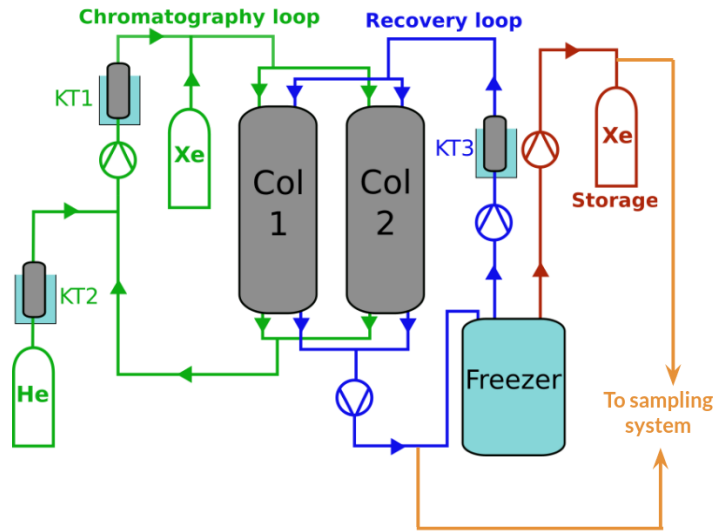 Chromatography loop
Recovery loop
KT1
Xe
Col
1
Col
2
KT3
Xe
Storage
KT2
He
Freezer
To sampling
system